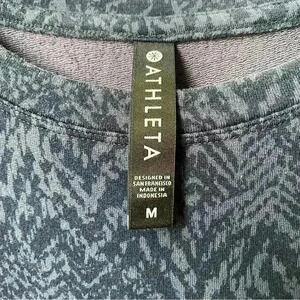 ATHLETA
DESIGNED IN
SAN FRANCISCO
MADE IN
INDONESIA
M